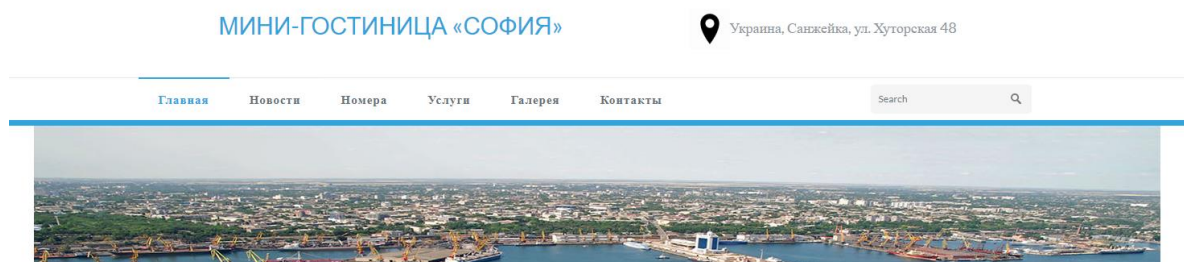 МИНИ-ГОСТИНИЦА «СОФИЯ»
Украина, Санжейка, ул. Хуторская 48
Главная Новости Номера Услуги Галерея Контакты Search